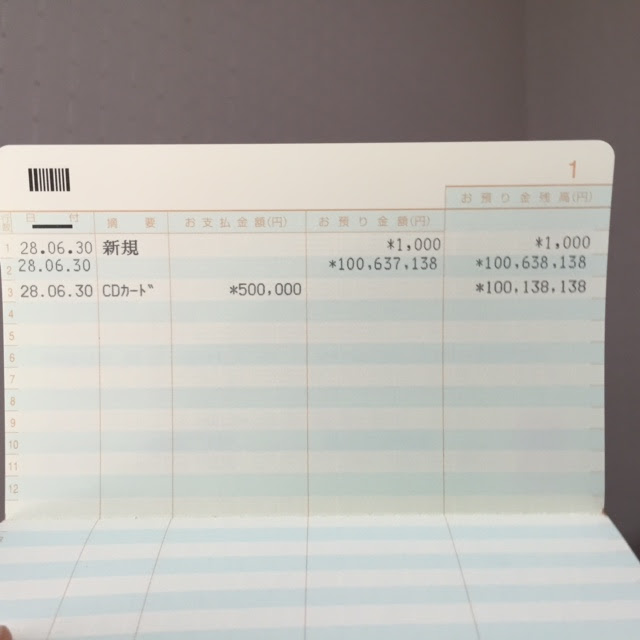 1
お預り金残高(円)
日付 摘要 お支払金額(円) お預り金額(円)
1 28.06.30 新規 *1,000 *1,000
2 28.06.30 *100,637,138 *100,638,138
3 28.06.30 CDカード *500,000 *100,138,138
4
5
6
7
8
9
10
11
12